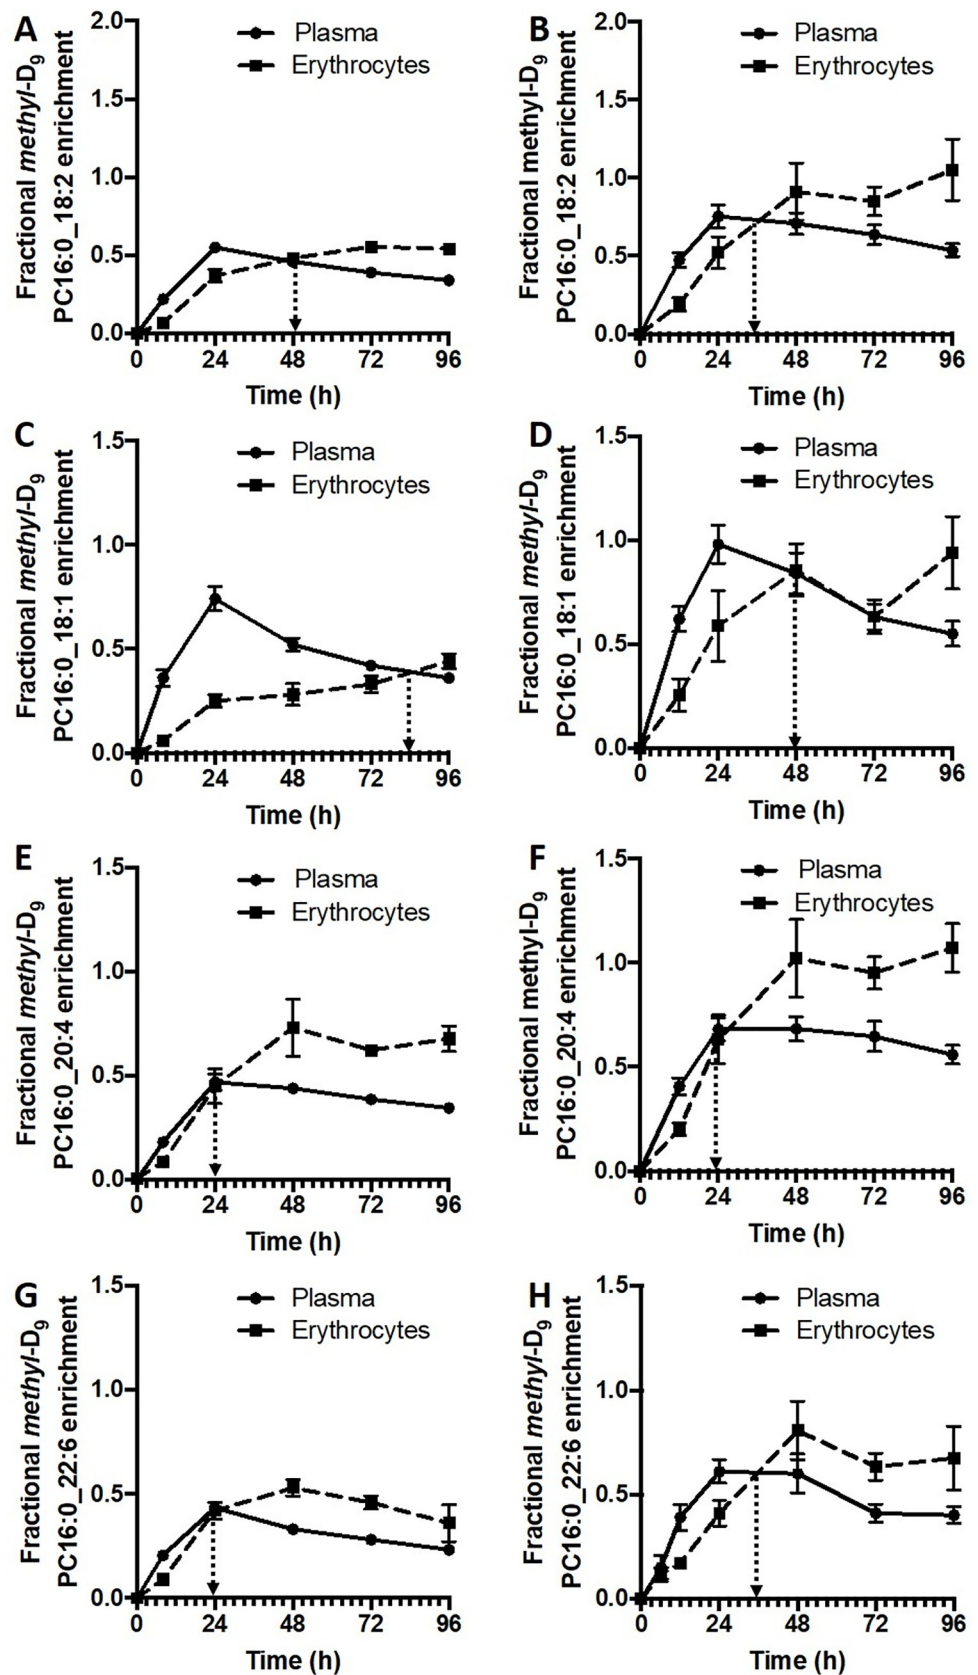 A
Fractional methyl-D9
PC16:0_18:2 enrichment
2.0
1.5
1.0
0.5
0.0
Plasma
Erythrocytes
0 24 48 72 96
Time (h)
B
Fractional methyl-D9
PC16:0_18:2 enrichment
2.0
1.5
1.0
0.5
0.0
Plasma
Erythrocytes
0 24 48 72 96
Time (h)
C
Fractional methyl-D9
PC16:0_18:1 enrichment
1.5
1.0
0.5
0.0
Plasma
Erythrocytes
0 24 48 72 96
Time (h)
D
Fractional methyl-D9
PC16:0_18:1 enrichment
1.5
1.0
0.5
0.0
Plasma
Erythrocytes
0 24 48 72 96
Time (h)
E
Fractional methyl-D9
PC16:0_20:4 enrichment
1.5
1.0
0.5
0.0
Plasma
Erythrocytes
0 24 48 72 96
Time (h)
F
Fractional methyl-D9
PC16:0_20:4 enrichment
1.5
1.0
0.5
0.0
Plasma
Erythrocytes
0 24 48 72 96
Time (h)
G
Fractional methyl-D9
PC16:0_22:6 enrichment
1.5
1.0
0.5
0.0
Plasma
Erythrocytes
0 24 48 72 96
Time (h)
H
Fractional methyl-D9
PC16:0_22:6 enrichment
1.5
1.0
0.5
0.0
Plasma
Erythrocytes
0 24 48 72 96
Time (h)